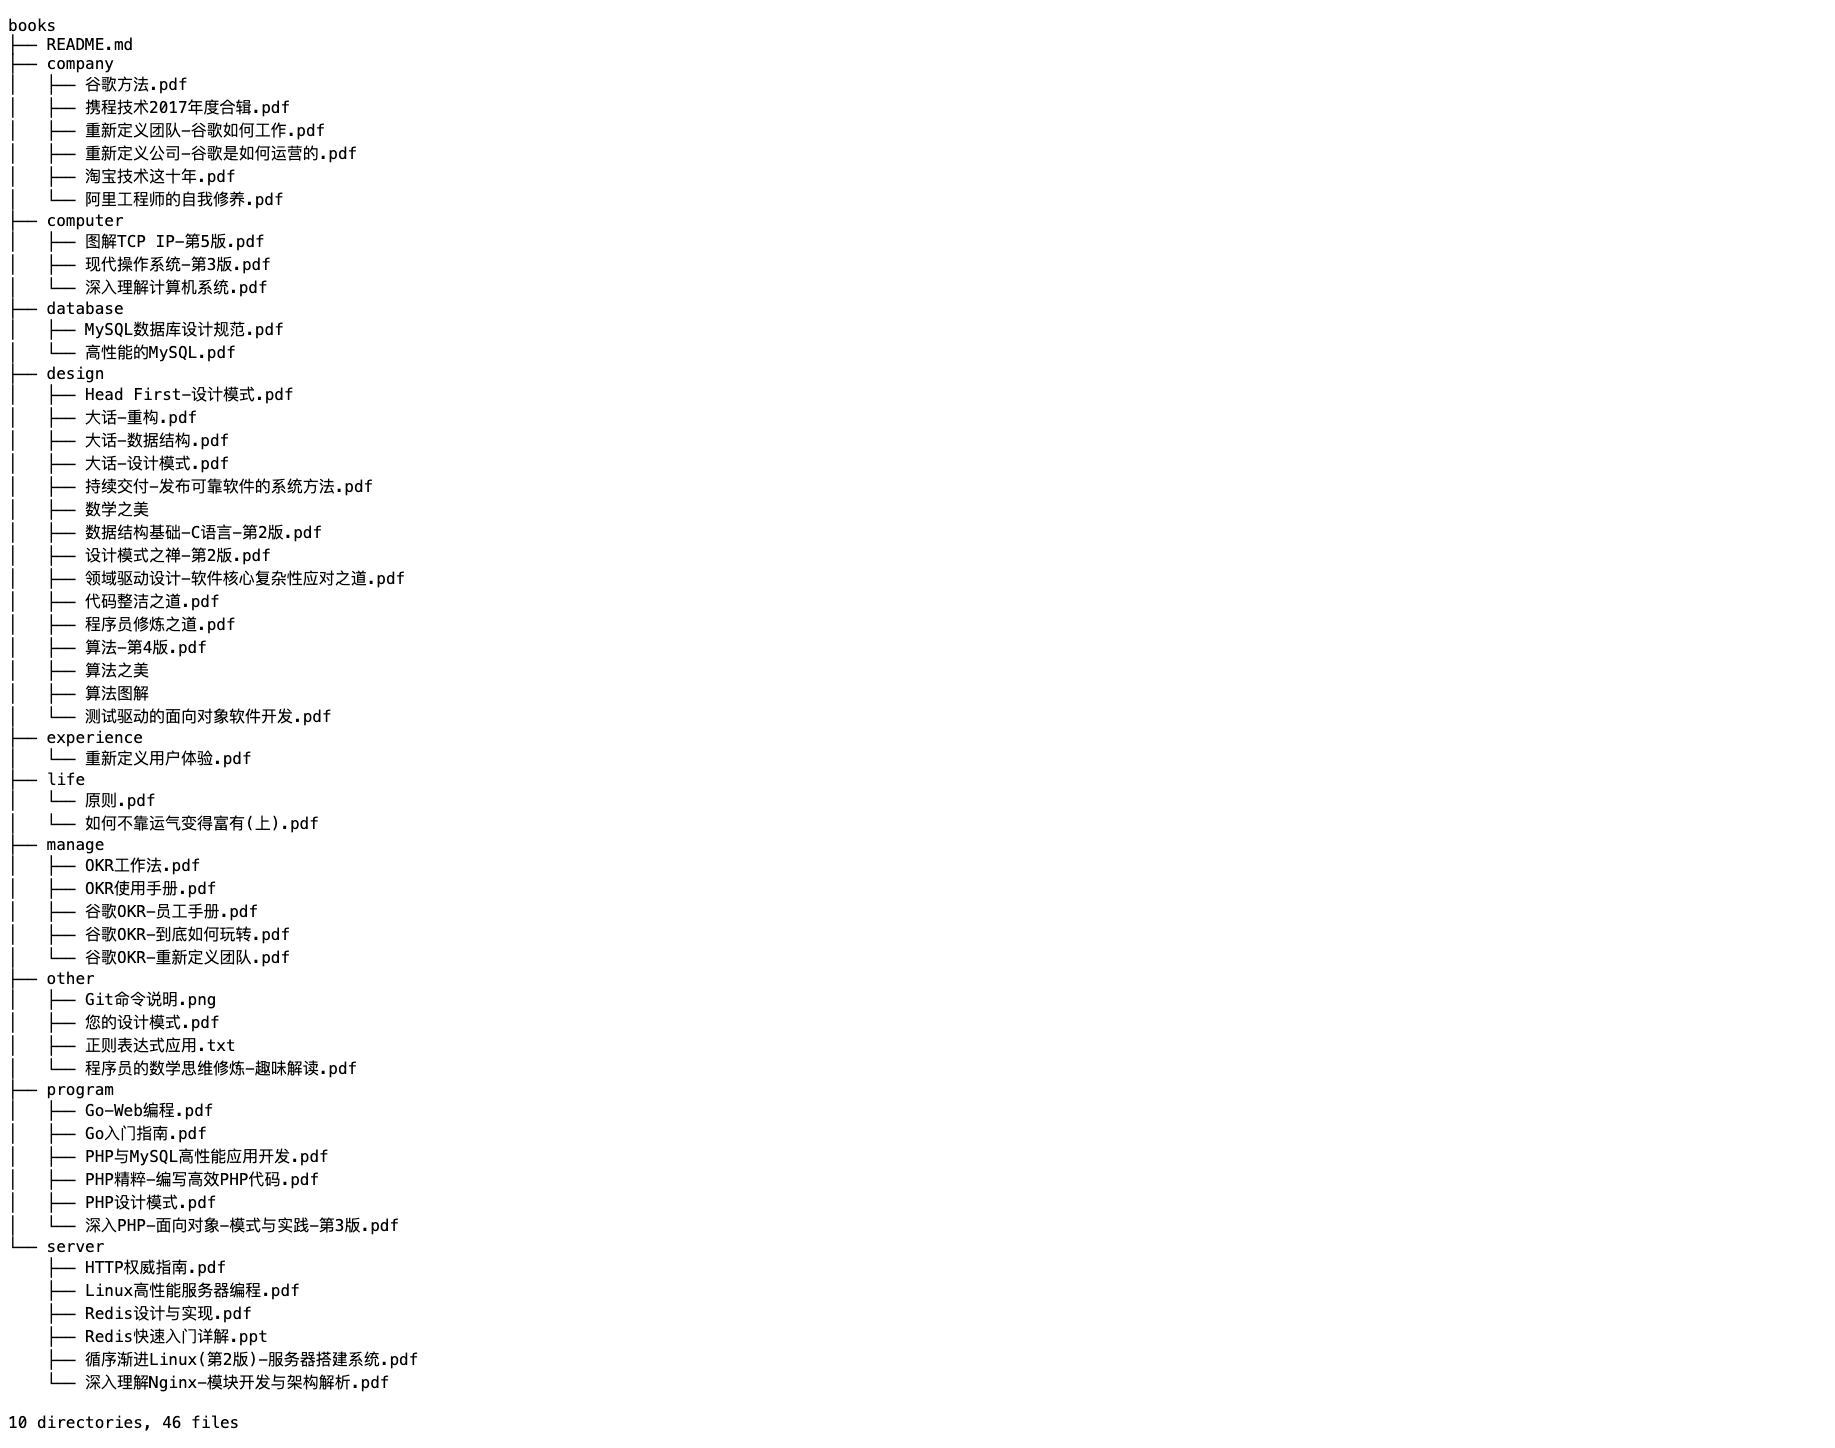 books
├── README.md
├── company
│   ├── 谷歌方法.pdf
│   ├── 携程技术2017年度合辑.pdf
│   ├── 重新定义团队-谷歌如何工作.pdf
│   ├── 重新定义公司-谷歌是如何运营的.pdf
│   ├── 淘宝技术这十年.pdf
│   └── 阿里工程师的自我修养.pdf
├── computer
│   ├── 图解TCP IP-第5版.pdf
│   ├── 现代操作系统-第3版.pdf
│   └── 深入理解计算机系统.pdf
├── database
│   ├── MySQL数据库设计规范.pdf
│   └── 高性能的MySQL.pdf
├── design
│   ├── Head First-设计模式.pdf
│   ├── 大话-重构.pdf
│   ├── 大话-数据结构.pdf
│   ├── 大话-设计模式.pdf
│   ├── 持续交付-发布可靠软件的系统方法.pdf
│   ├── 数学之美
│   ├── 数据结构基础-C语言-第2版.pdf
│   ├── 设计模式之禅-第2版.pdf
│   ├── 领域驱动设计-软件核心复杂性应对之道.pdf
│   ├── 代码整洁之道.pdf
│   ├── 程序员修炼之道.pdf
│   ├── 算法-第4版.pdf
│   ├── 算法之美
│   ├── 算法图解
│   └── 测试驱动的面向对象软件开发.pdf
├── experience
│   └── 重新定义用户体验.pdf
├── life
│   └── 原则.pdf
│   └── 如何不靠运气变得富有(上).pdf
├── manage
│   ├── OKR工作法.pdf
│   ├── OKR使用手册.pdf
│   ├── 谷歌OKR-员工手册.pdf
│   ├── 谷歌OKR-到底如何玩转.pdf
│   └── 谷歌OKR-重新定义团队.pdf
├── other
│   ├── Git命令说明.png
│   ├── 您的设计模式.pdf
│   ├── 正则表达式应用.txt
│   └── 程序员的数学思维修炼-趣味解读.pdf
├── program
│   ├── Go-Web编程.pdf
│   ├── Go入门指南.pdf
│   ├── PHP与MySQL高性能应用开发.pdf
│   ├── PHP精粹-编写高效PHP代码.pdf
│   ├── PHP设计模式.pdf
│   └── 深入PHP-面向对象-模式与实践-第3版.pdf
└── server
    ├── HTTP权威指南.pdf
    ├── Linux高性能服务器编程.pdf
    ├── Redis设计与实现.pdf
    ├── Redis快速入门详解.ppt
    ├── 循序渐进Linux(第2版)-服务器搭建系统.pdf
    └── 深入理解Nginx-模块开发与架构解析.pdf
10 directories, 46 files